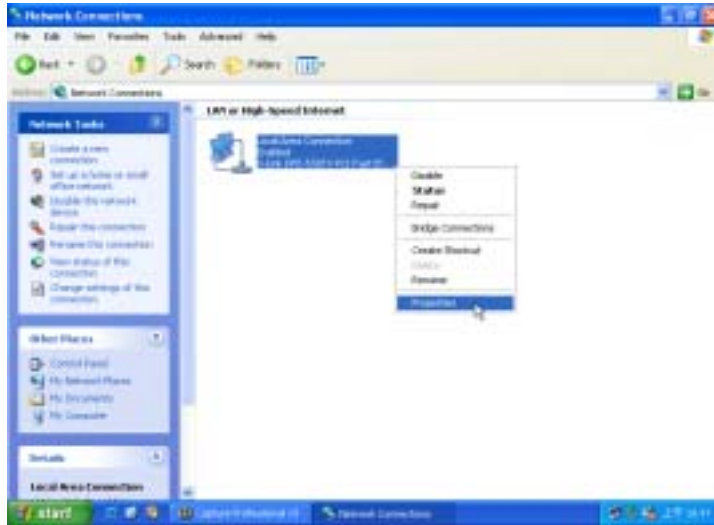 Network Connections
File Edit View Favorites Tools Advanced Help
Back Search Folders
Network Connections
LAN or High-Speed Internet
Network Tasks
Create a new
connection
Set up a home or small
office network
Disable this network
device
Repair this connection
Rename this connection
View status of this
connection
Change settings of this
connection
Other Places
Control Panel
My Network Places
My Documents
My Computer
Details
Local Area Connection
Local Area Connection
Enabled
Disable
Status
Repair
Bridge Connections
Create Shortcut
Delete
Rename
Properties
start
Network Connections